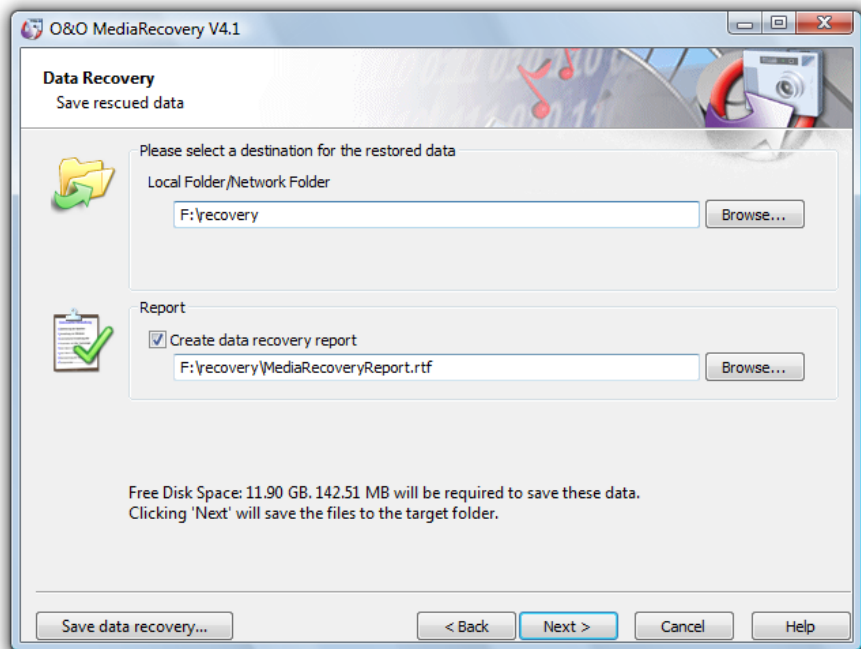 O&O MediaRecovery V4.1
Data Recovery
Save rescued data
Please select a destination for the restored data
Local Folder/Network Folder
F:\recovery
Browse...
Report
Create data recovery report
F:\recovery\MediaRecoveryReport.rtf
Browse...
Free Disk Space: 11.90 GB. 142.51 MB will be required to save these data.
Clicking 'Next' will save the files to the target folder.
Save data recovery...
< Back
Next >
Cancel
Help